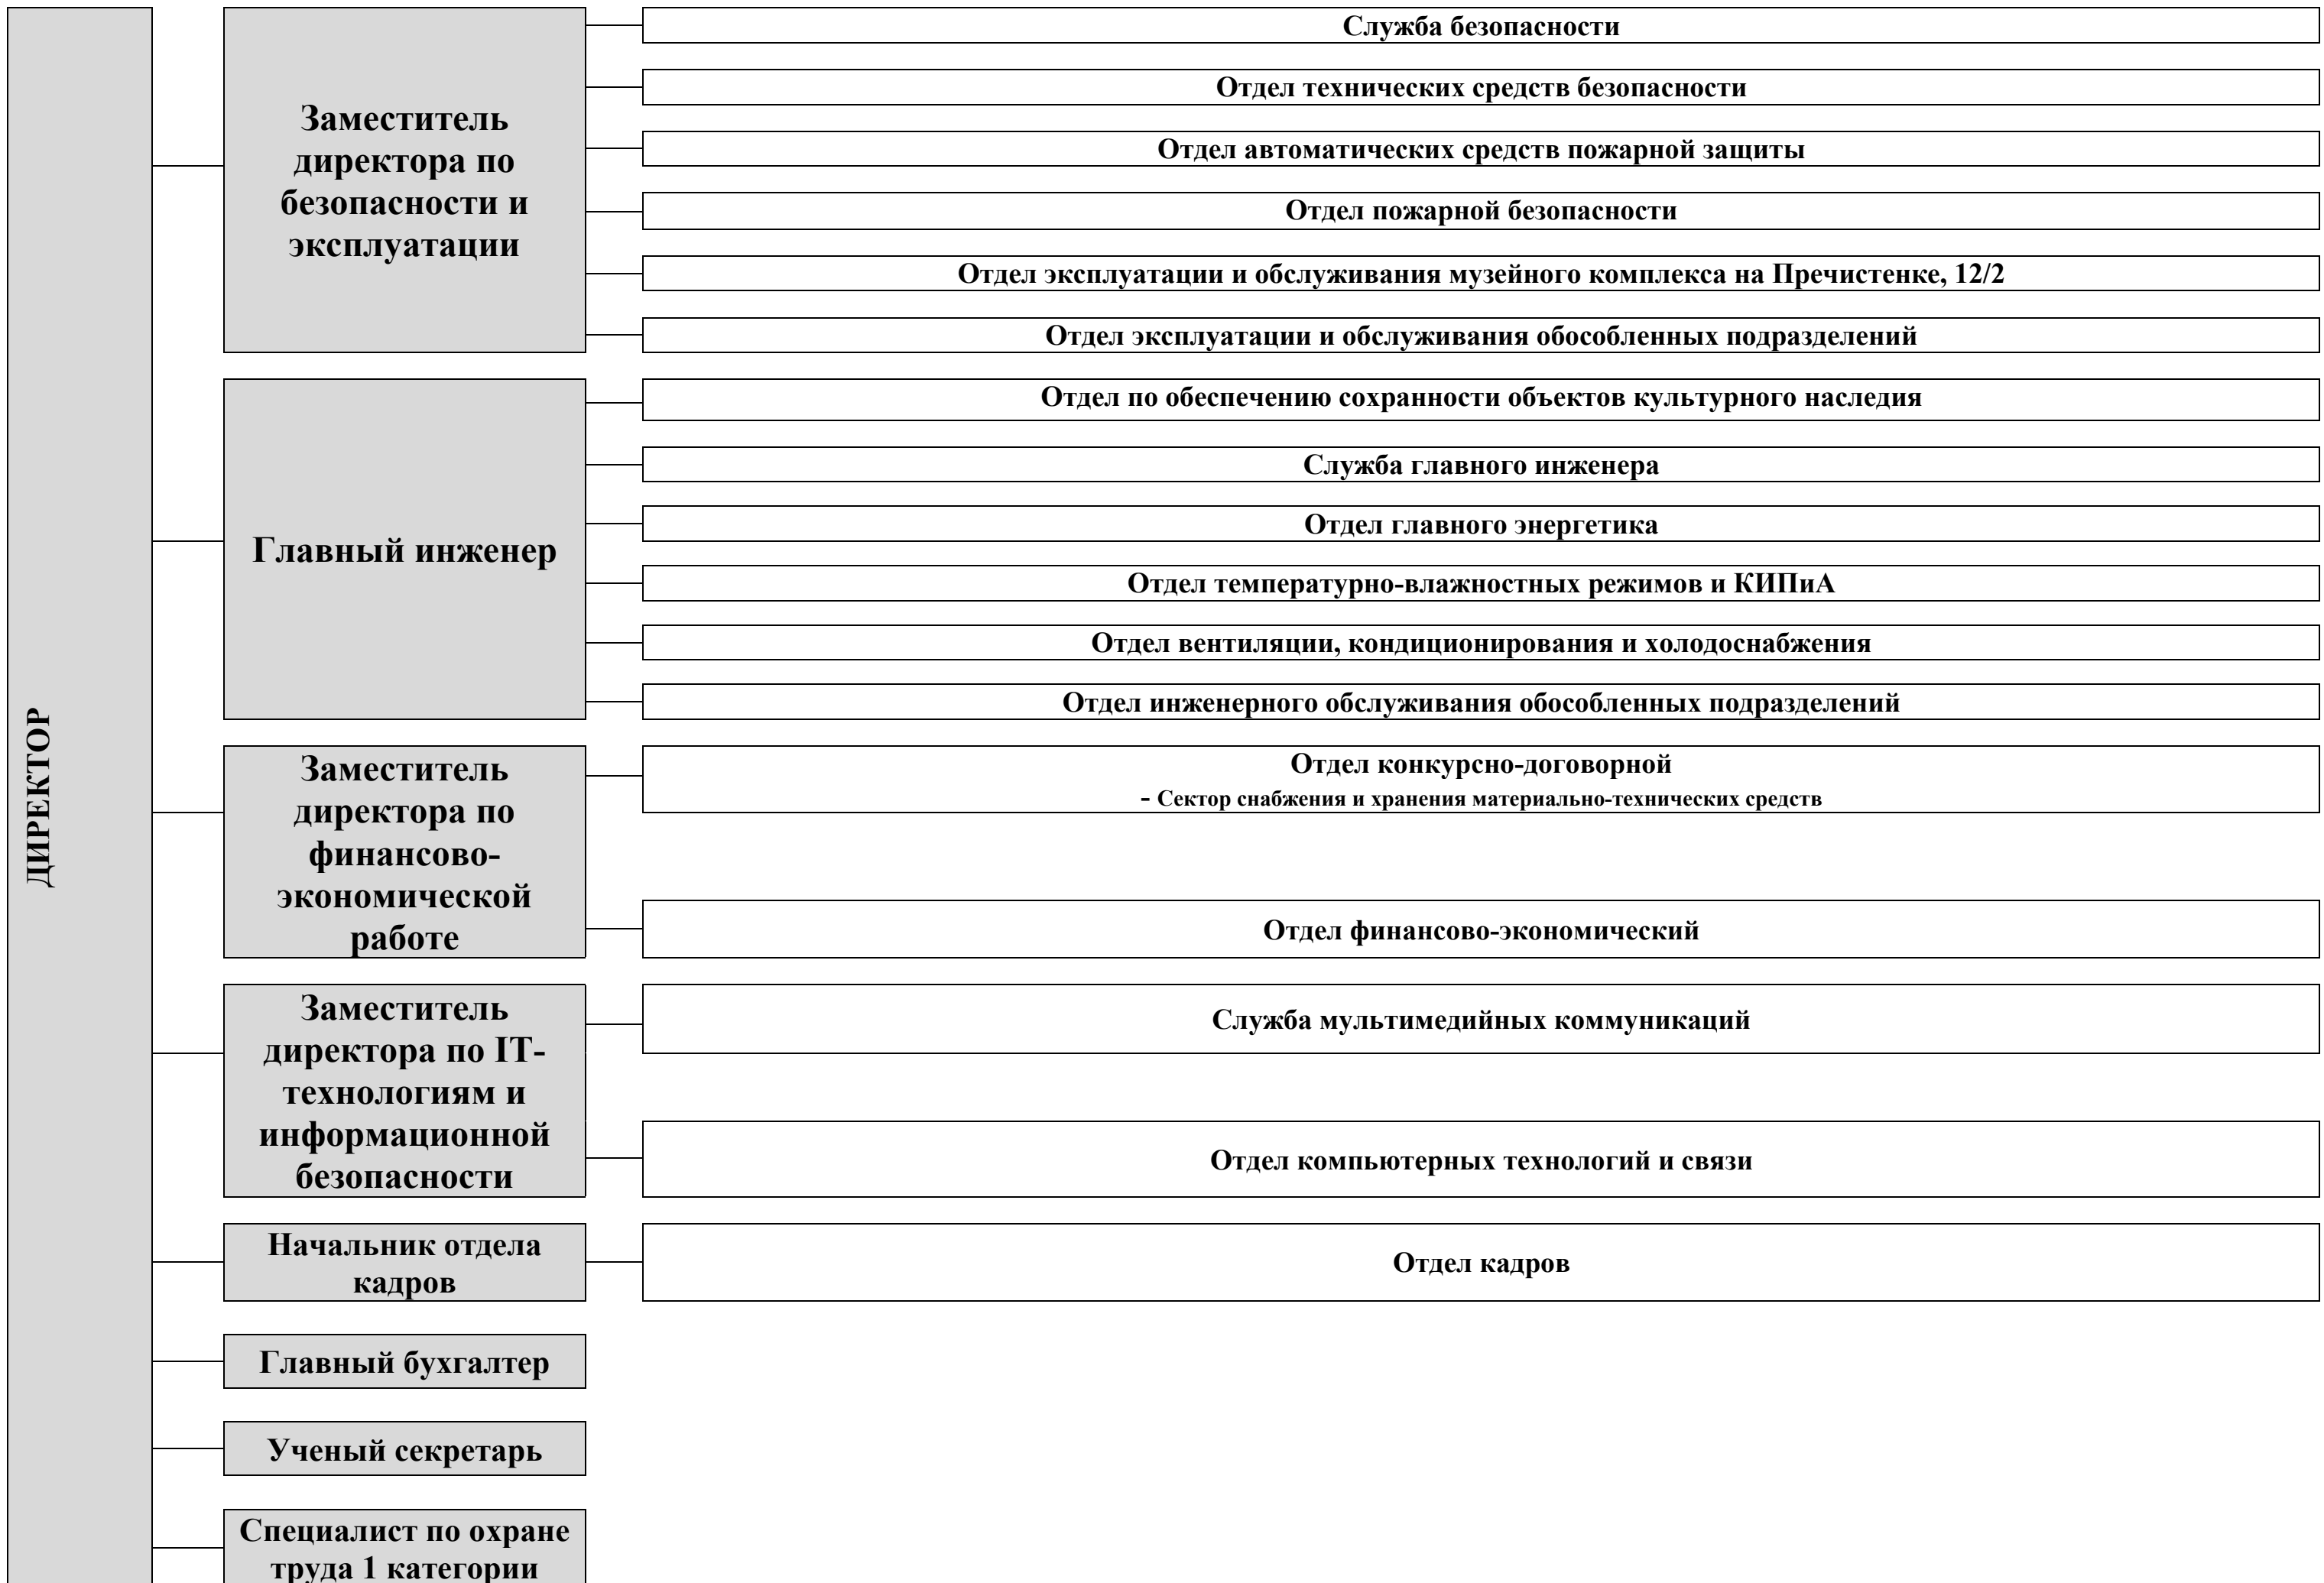 ДИРЕКТОР
Заместитель
директора по
безопасности и
эксплуатации
Служба безопасности
Отдел технических средств безопасности
Отдел автоматических средств пожарной защиты
Отдел пожарной безопасности
Отдел эксплуатации и обслуживания музейного комплекса на Пречистенке, 12/2
Отдел эксплуатации и обслуживания обособленных подразделений
Главный инженер
Отдел по обеспечению сохранности объектов культурного наследия
Служба главного инженера
Отдел главного энергетика
Отдел температурно-влажностных режимов и КИПиА
Отдел вентиляции, кондиционирования и холодоснабжения
Отдел инженерного обслуживания обособленных подразделений
Заместитель
директора по
финансово-
экономической
работе
Отдел конкурсно-договорной
- Сектор снабжения и хранения материально-технических средств
Отдел финансово-экономический
Заместитель
директора по IT-
технологиям и
информационной
безопасности
Служба мультимедийных коммуникаций
Отдел компьютерных технологий и связи
Начальник отдела
кадров
Отдел кадров
Главный бухгалтер
Ученый секретарь
Специалист по охране
труда 1 категории